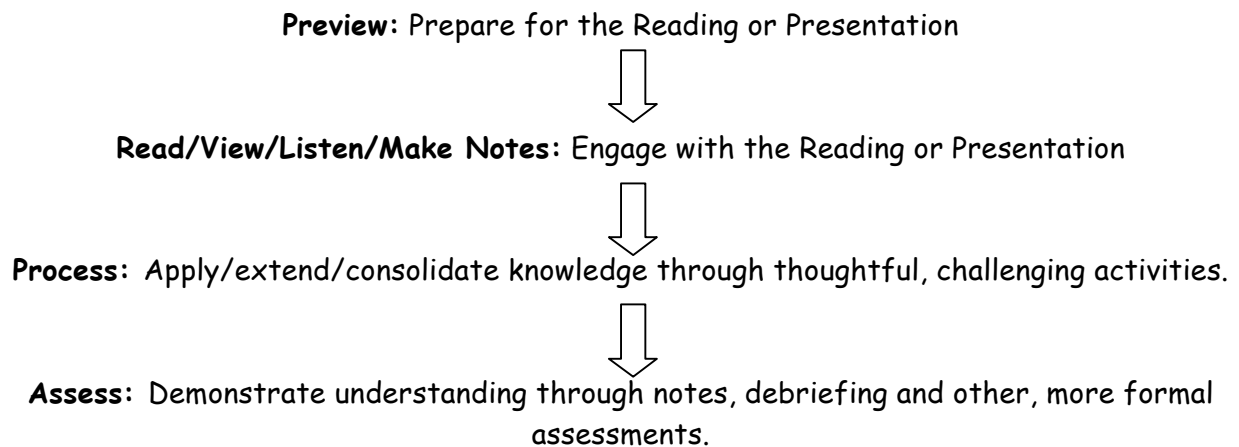 Preview: Prepare for the Reading or Presentation
Read/View/Listen/Make Notes: Engage with the Reading or Presentation
Process: Apply/extend/consolidate knowledge through thoughtful, challenging activities.
Assess: Demonstrate understanding through notes, debriefing and other, more formal
assessments.